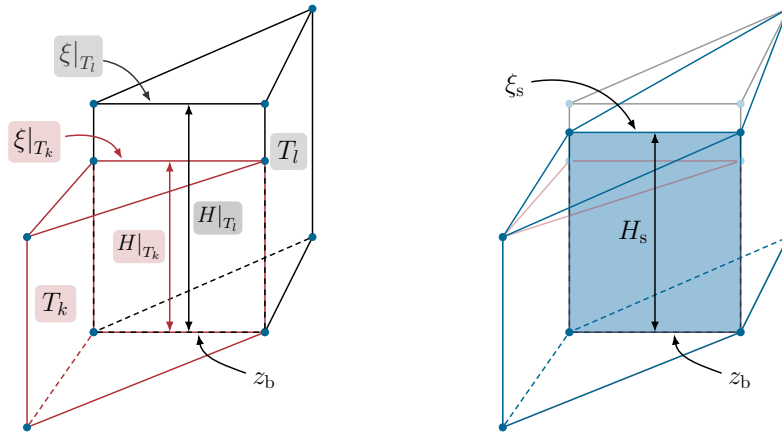 ξ|_{T_l}
ξ|_{T_k}
T_l
H|_{T_l}
H|_{T_k}
T_k
z_b
ξ_s
H_s
z_b